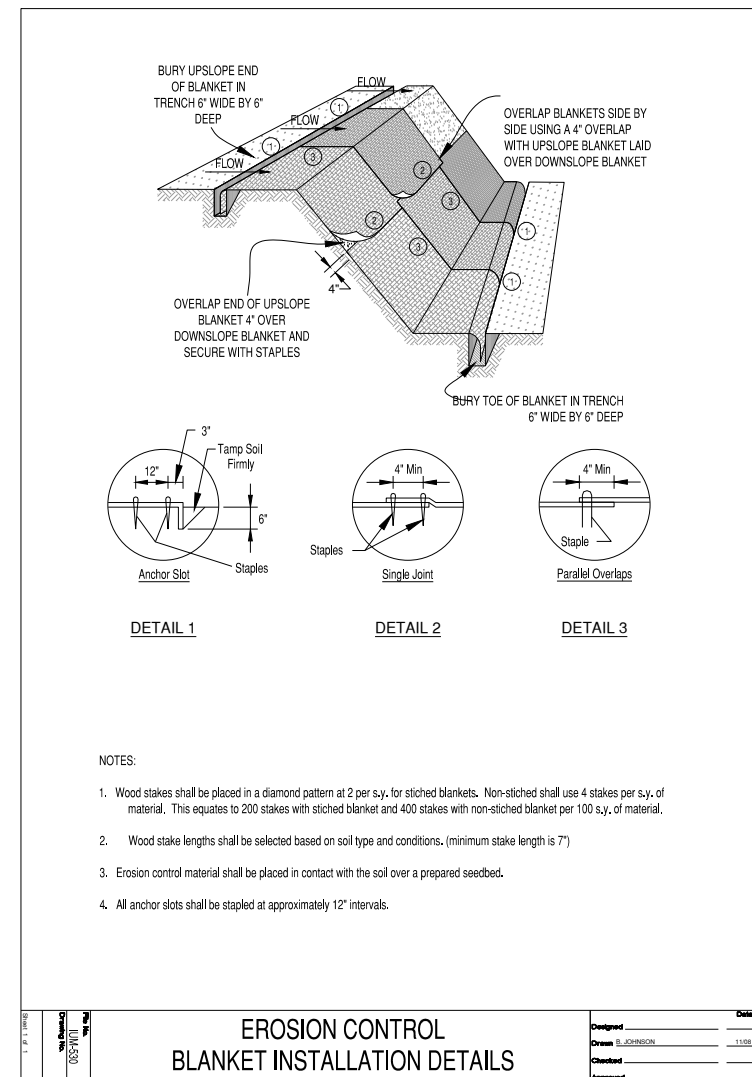 BURY UPSLOPE END
OF BLANKET IN
TRENCH 6" WIDE BY 6"
DEEP
FLOW
FLOW
FLOW
1
1
3
2
2
3
3
1
1
OVERLAP BLANKETS SIDE BY
SIDE USING A 4" OVERLAP
WITH UPSLOPE BLANKET LAID
OVER DOWNSLOPE BLANKET
4"
OVERLAP END OF UPSLOPE
BLANKET 4" OVER
DOWNSLOPE BLANKET AND
SECURE WITH STAPLES
BURY TOE OF BLANKET IN TRENCH
6" WIDE BY 6" DEEP
3"
12"
Tamp Soil
Firmly
6"
Staples
Anchor Slot
DETAIL 1
4" Min
Staples
Single Joint
DETAIL 2
4" Min
Staple
Parallel Overlaps
DETAIL 3
NOTES:
1. Wood stakes shall be placed in a diamond pattern at 2 per s.y. for stiched blankets. Non-stiched shall use 4 stakes per s.y. of
material. This equates to 200 stakes with stiched blanket and 400 stakes with non-stiched blanket per 100 s.y. of material.
2. Wood stake lengths shall be selected based on soil type and conditions. (minimum stake length is 7")
3. Erosion control material shall be placed in contact with the soil over a prepared seedbed.
4. All anchor slots shall be stapled at approximately 12" intervals.
File No.
IUM-530
Drawing No.
Sheet 1 of 1
EROSION CONTROL
BLANKET INSTALLATION DETAILS
Date
Designed
Drawn B. JOHNSON 11/08
Checked
Approved